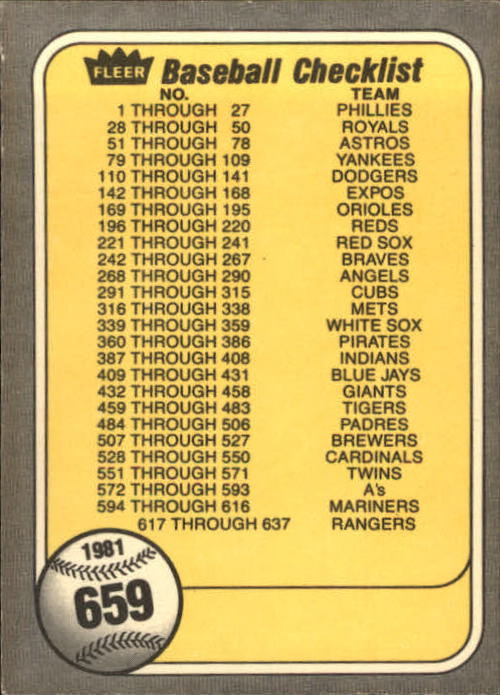 FLEER Baseball Checklist
NO. TEAM
1 THROUGH 27 PHILLIES
28 THROUGH 50 ROYALS
51 THROUGH 78 ASTROS
79 THROUGH 109 YANKEES
110 THROUGH 141 DODGERS
142 THROUGH 168 EXPOS
169 THROUGH 195 ORIOLES
196 THROUGH 220 REDS
221 THROUGH 241 RED SOX
242 THROUGH 267 BRAVES
268 THROUGH 290 ANGELS
291 THROUGH 315 CUBS
316 THROUGH 338 METS
339 THROUGH 359 WHITE SOX
360 THROUGH 386 PIRATES
387 THROUGH 408 INDIANS
409 THROUGH 431 BLUE JAYS
432 THROUGH 458 GIANTS
459 THROUGH 483 TIGERS
484 THROUGH 506 PADRES
507 THROUGH 527 BREWERS
528 THROUGH 550 CARDINALS
551 THROUGH 571 TWINS
572 THROUGH 593 A's
594 THROUGH 616 MARINERS
617 THROUGH 637 RANGERS
1981
659